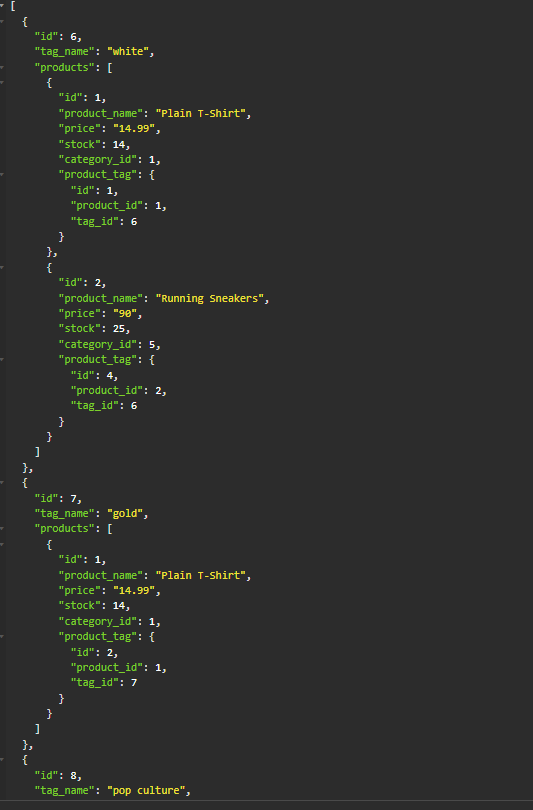 [
  {
    "id": 6,
    "tag_name": "white",
    "products": [
      {
        "id": 1,
        "product_name": "Plain T-Shirt",
        "price": "14.99",
        "stock": 14,
        "category_id": 1,
        "product_tag": {
          "id": 1,
          "product_id": 1,
          "tag_id": 6
        }
      },
      {
        "id": 2,
        "product_name": "Running Sneakers",
        "price": "90",
        "stock": 25,
        "category_id": 5,
        "product_tag": {
          "id": 4,
          "product_id": 2,
          "tag_id": 6
        }
      }
    ]
  },
  {
    "id": 7,
    "tag_name": "gold",
    "products": [
      {
        "id": 1,
        "product_name": "Plain T-Shirt",
        "price": "14.99",
        "stock": 14,
        "category_id": 1,
        "product_tag": {
          "id": 2,
          "product_id": 1,
          "tag_id": 7
        }
      }
    ]
  },
  {
    "id": 8,
    "tag_name": "pop culture",